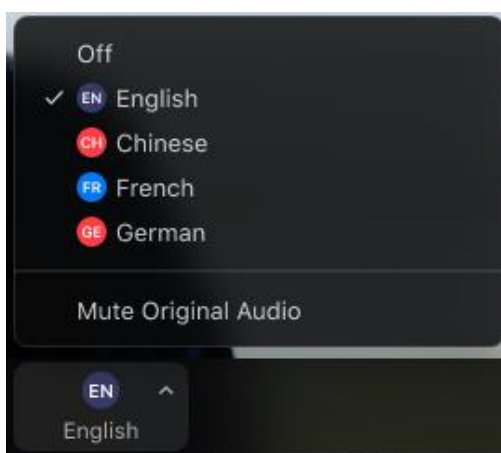 Off
EN English
CH Chinese
FR French
GE German
Mute Original Audio
EN
English